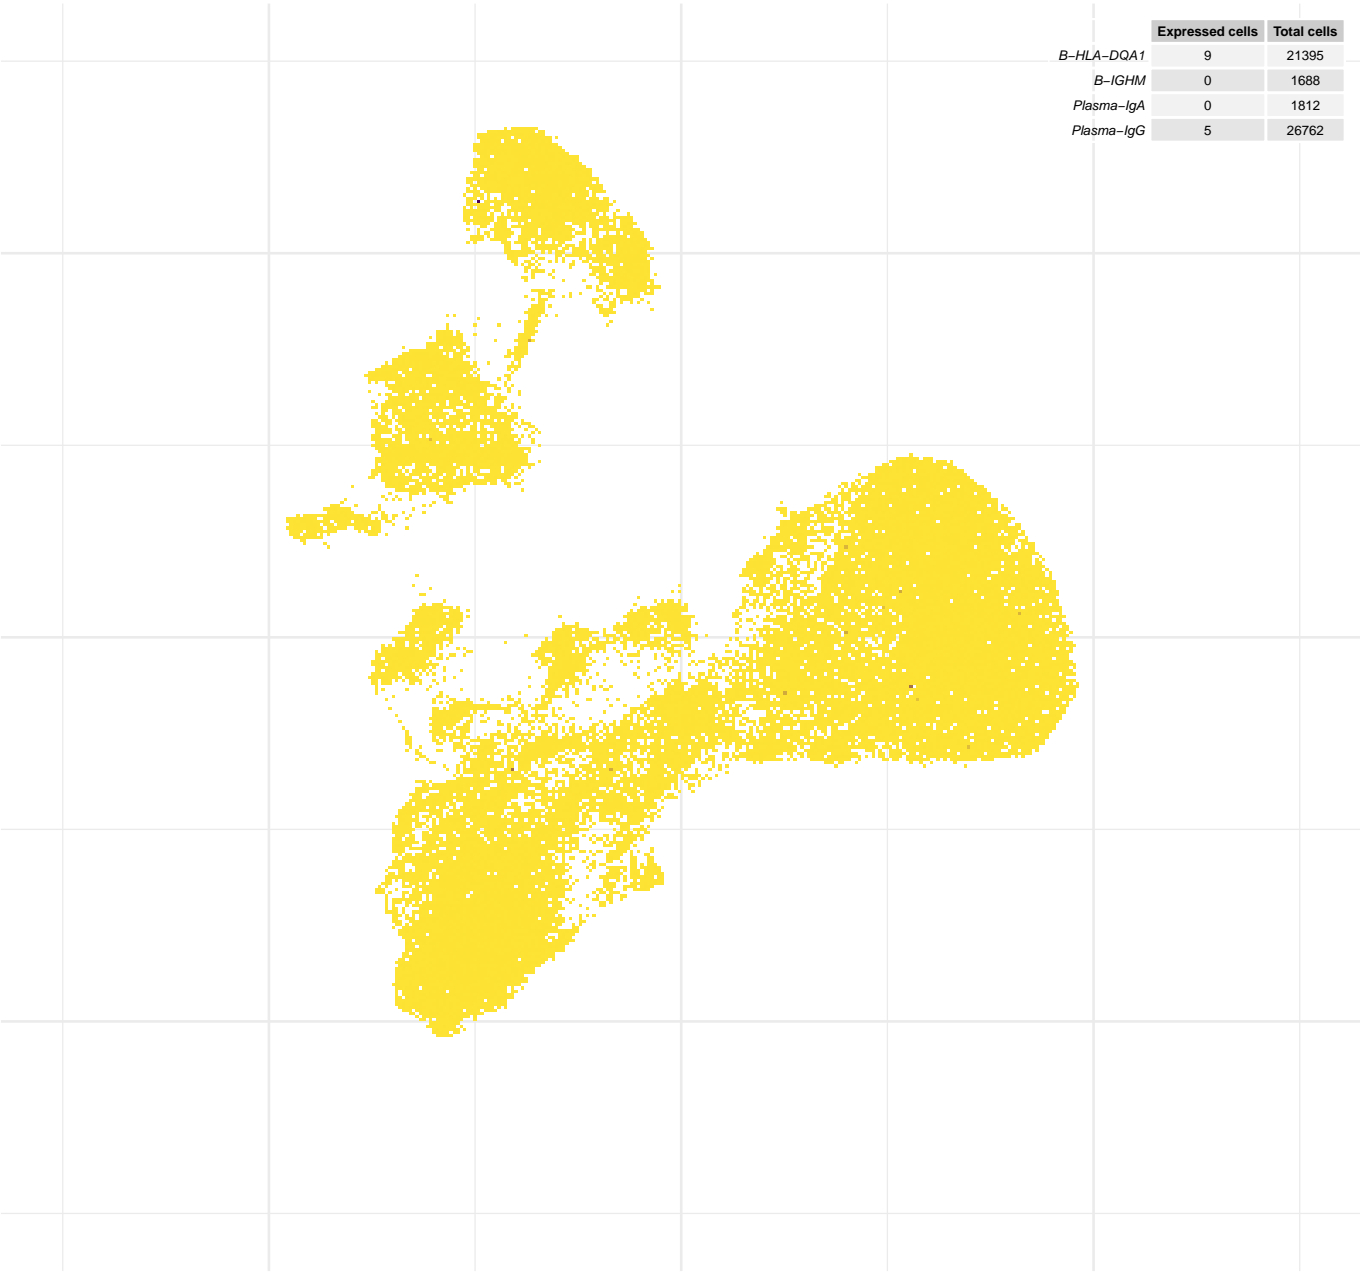 Expressed cells Total cells
B−HLA−DQA1 9 21395
B−IGHM 0 1688
Plasma−IgA 0 1812
Plasma−IgG 5 26762